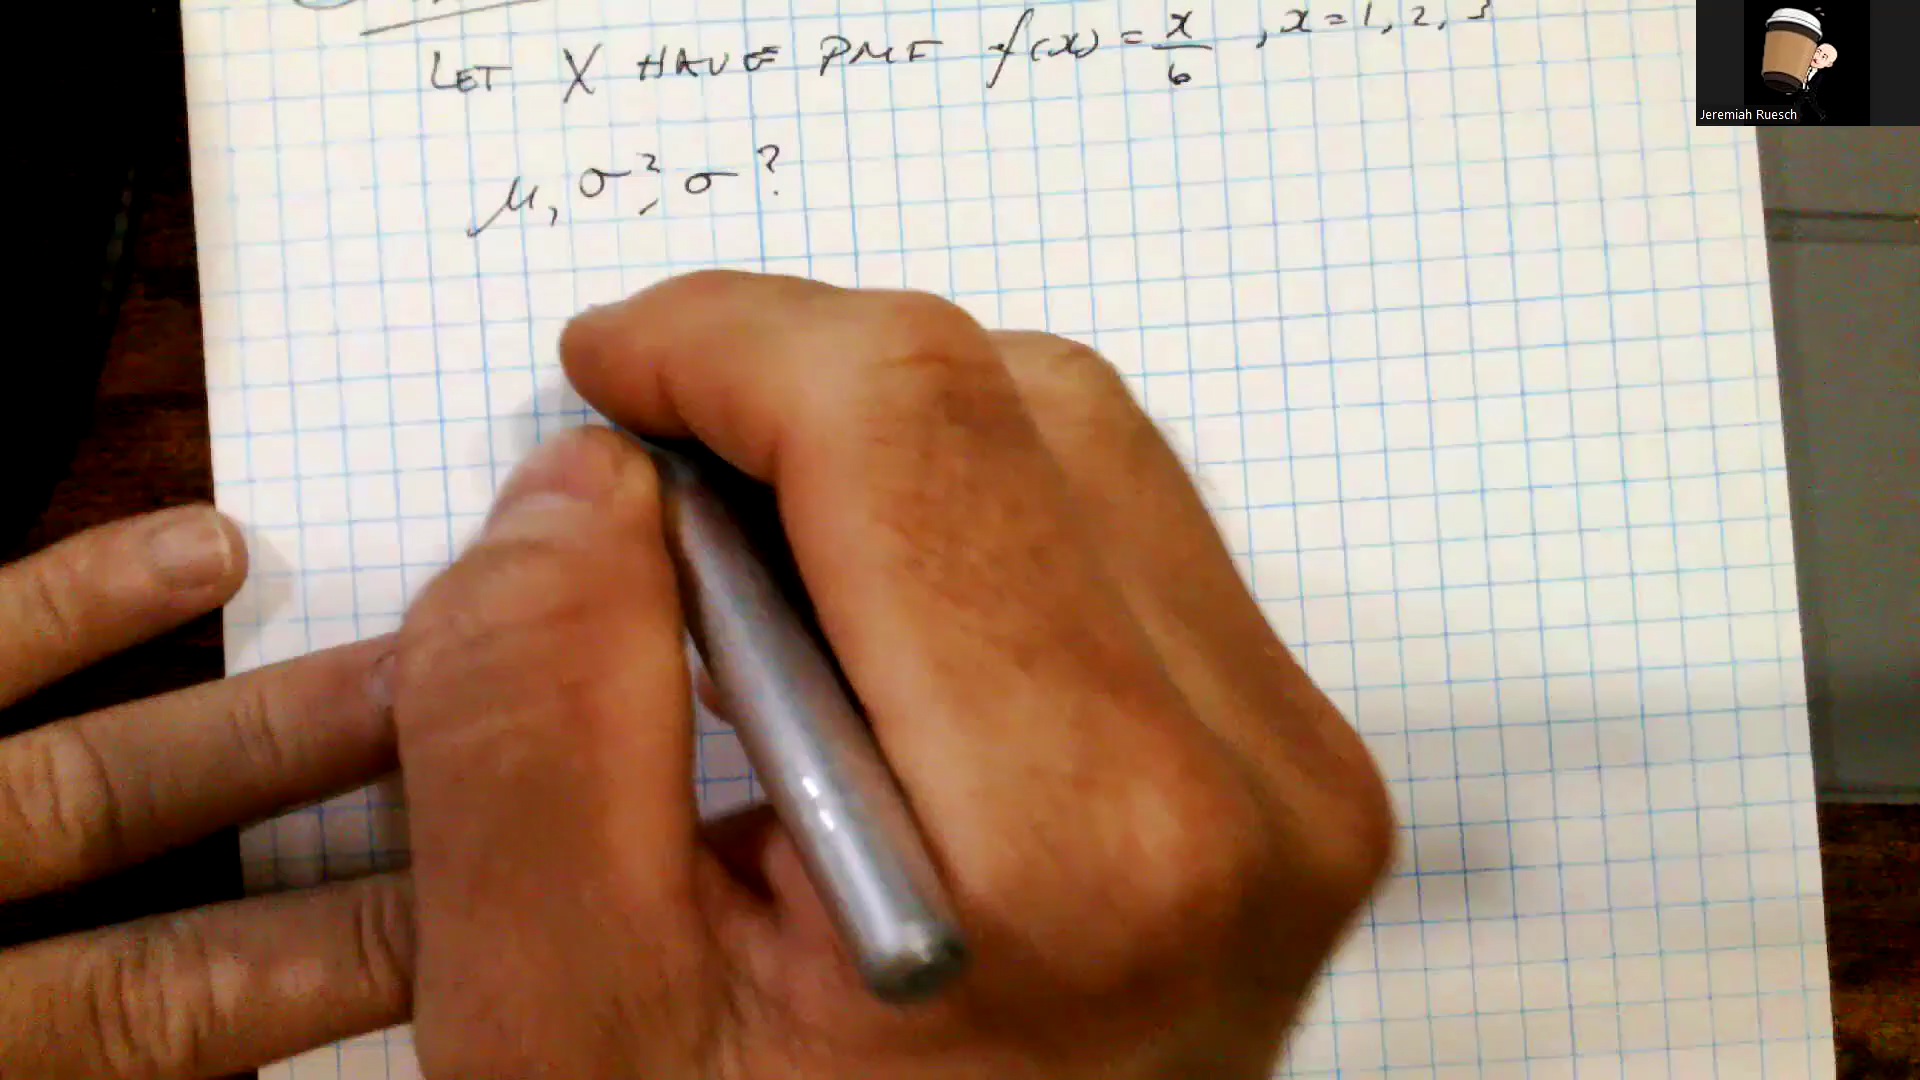 LET X HAVE PMF f(x) = x/6 , x = 1, 2, 3
μ, σ², σ ?
Jeremiah Ruesch